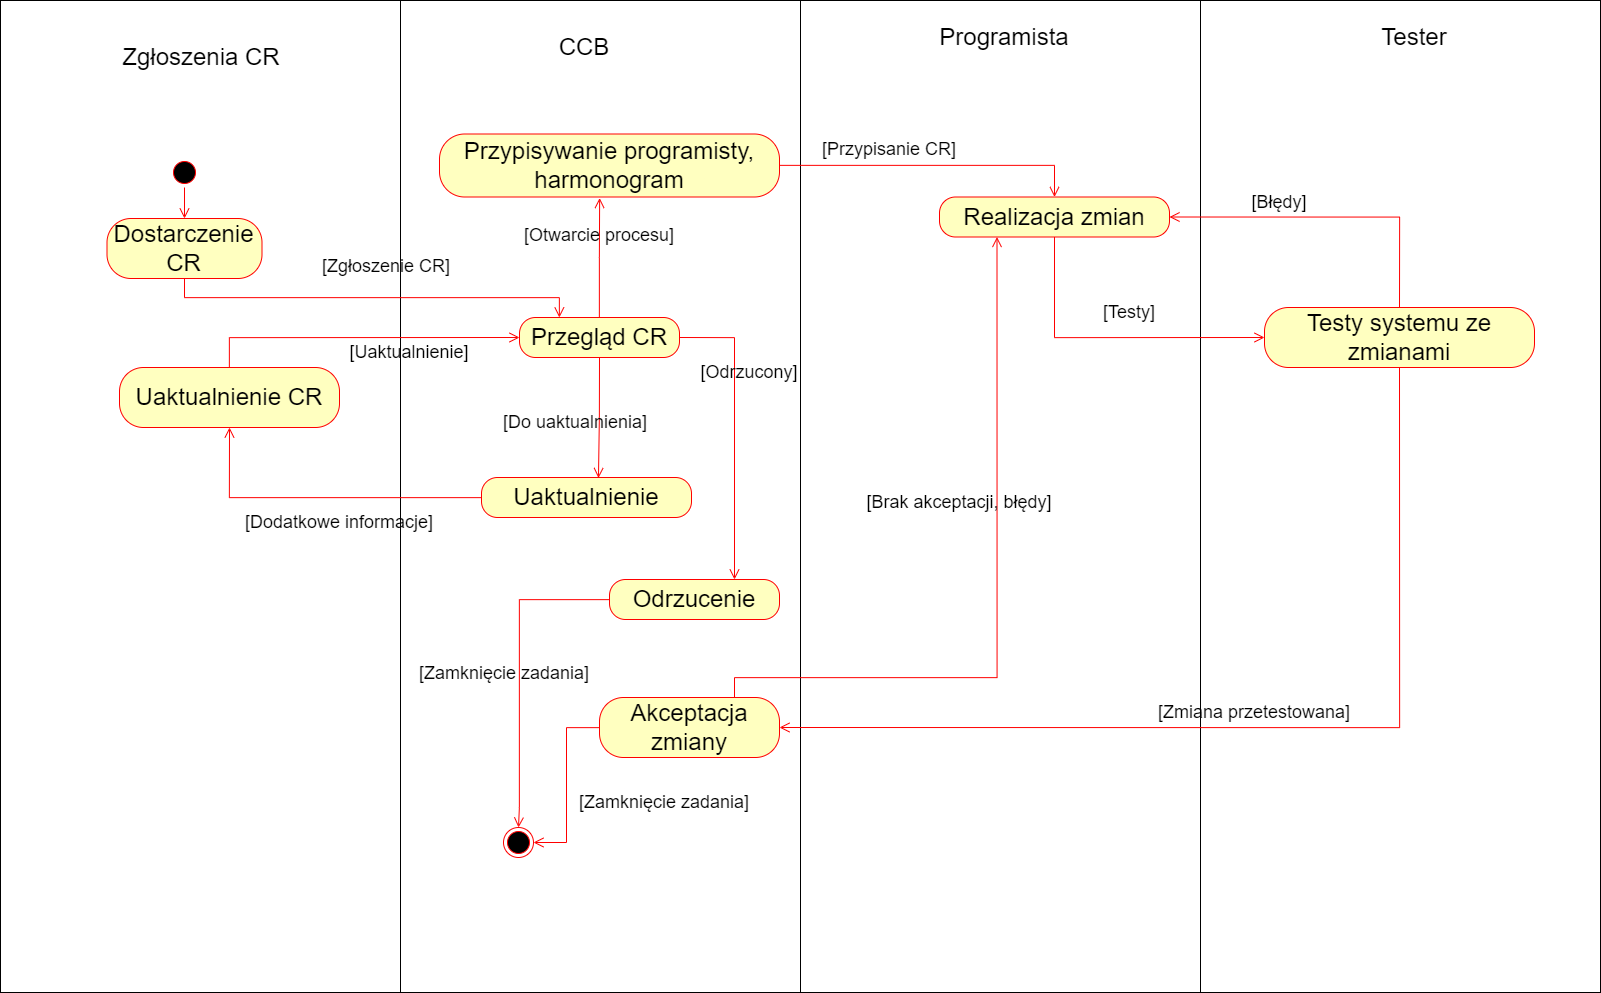 Zgłoszenia CR
CCB
Programista
Tester
Przypisywanie programisty,
harmonogram
[Przypisanie CR]
Dostarczenie
CR
Realizacja zmian
[Błędy]
[Otwarcie procesu]
[Zgłoszenie CR]
Przegląd CR
[Testy]
Testy systemu ze
zmianami
[Uaktualnienie]
[Odrzucony]
Uaktualnienie CR
[Do uaktualnienia]
Uaktualnienie
[Brak akceptacji, błędy]
[Dodatkowe informacje]
Odrzucenie
[Zamknięcie zadania]
Akceptacja
zmiany
[Zmiana przetestowana]
[Zamknięcie zadania]